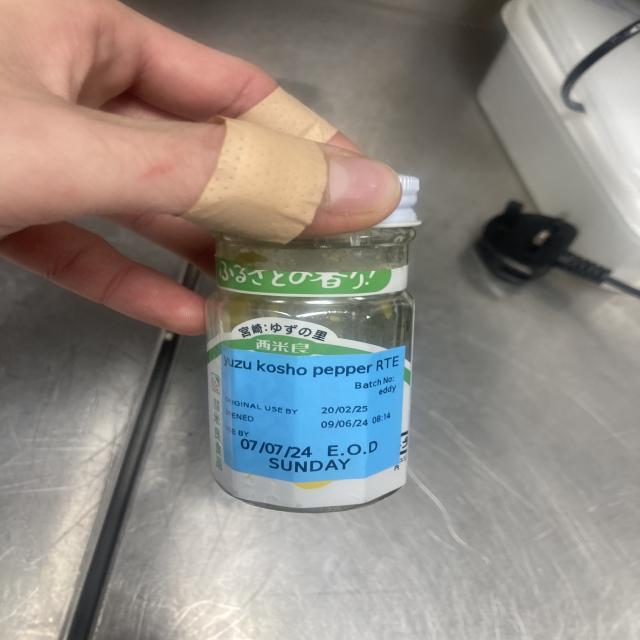 ふるさとの香り!
宮崎:ゆずの里
西米良
yuzu kosho pepper RTE
Batch No:
eddy
ORIGINAL USE BY 20/02/25
OPENED 09/06/24 08:14
USE BY
07/07/24 E.O.D
SUNDAY